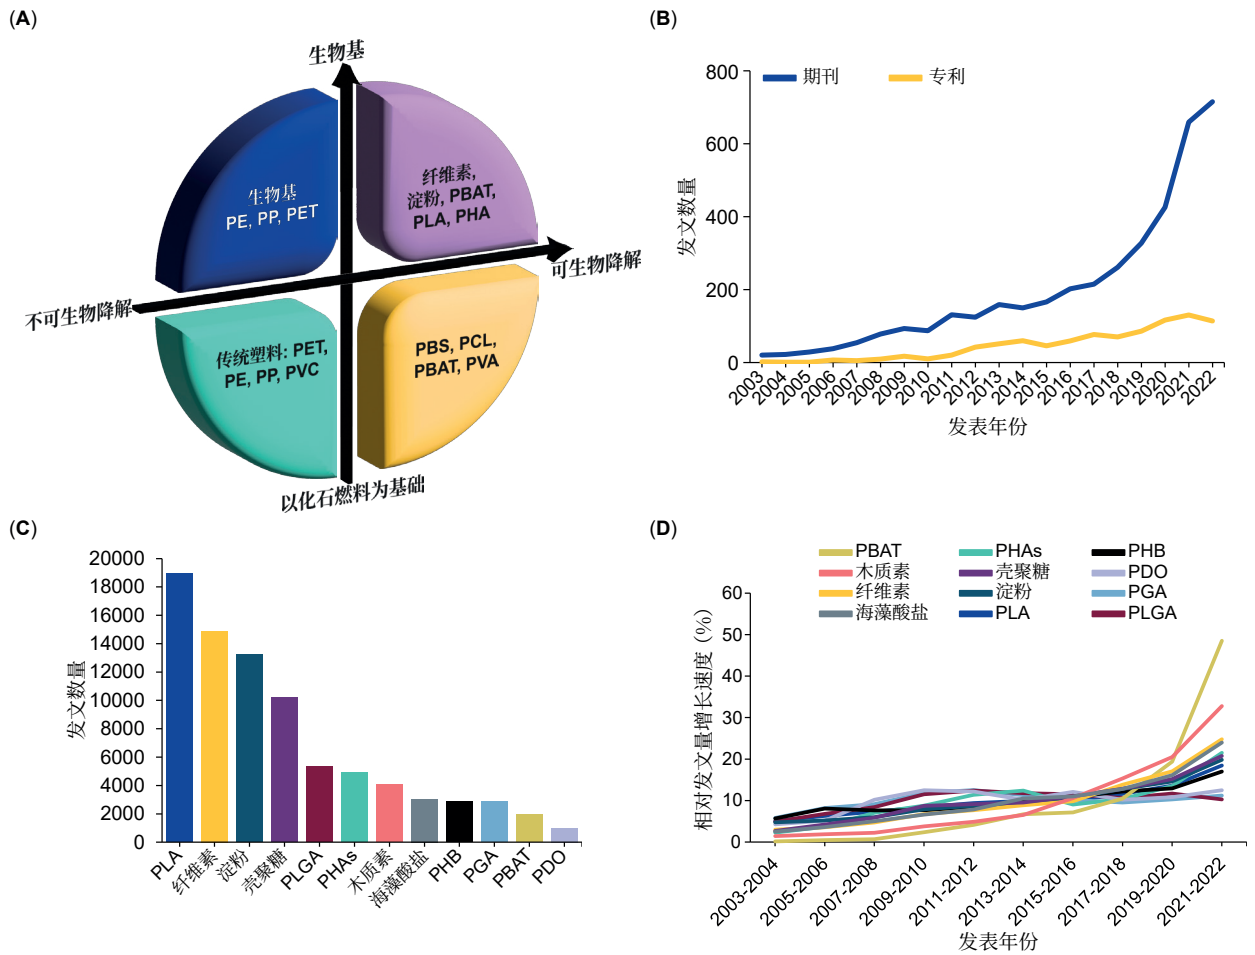 (A)
生物基
生物基
PE, PP, PET
纤维素,
淀粉, PBAT,
PLA, PHA
可生物降解
不可生物降解
传统塑料: PET,
PE, PP, PVC
PBS, PCL,
PBAT, PVA
以化石燃料为基础
(B)
期刊
专利
发文数量
800
600
400
200
0
2003
2004
2005
2006
2007
2008
2009
2010
2011
2012
2013
2014
2015
2016
2017
2018
2019
2020
2021
2022
发表年份
(C)
发文数量
20000
18000
16000
14000
12000
10000
8000
6000
4000
2000
0
PLA
纤维素
淀粉
壳聚糖
PLGA
PHAs
木质素
海藻酸盐
PHB
PGA
PBAT
PDO
(D)
PBAT
木质素
纤维素
海藻酸盐
PHAs
壳聚糖
淀粉
PLA
PHB
PDO
PGA
PLGA
相对发文量增长速度 (%)
60
50
40
30
20
10
0
2003-2004
2005-2006
2007-2008
2009-2010
2011-2012
2013-2014
2015-2016
2017-2018
2019-2020
2021-2022
发表年份